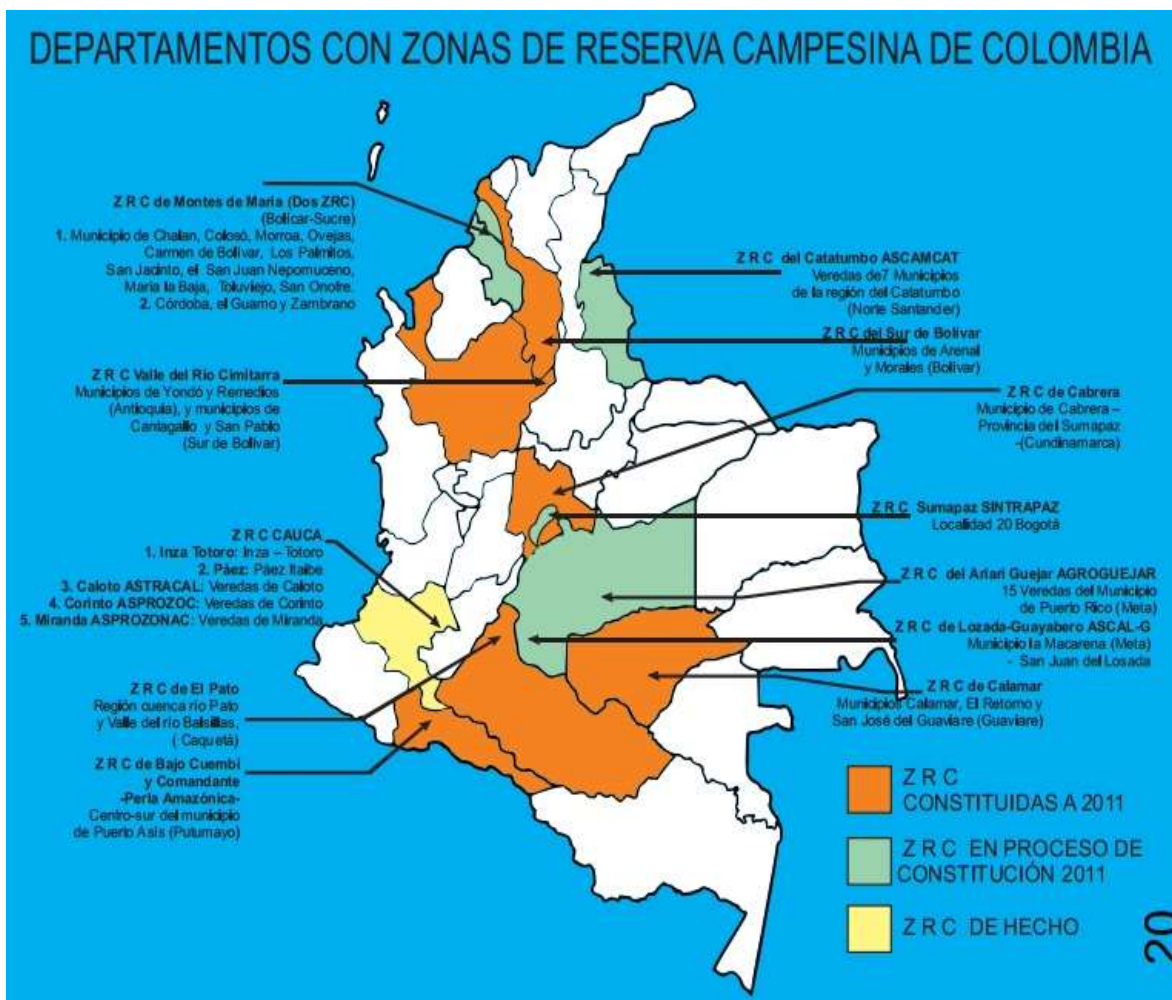 DEPARTAMENTOS CON ZONAS DE RESERVA CAMPESINA DE COLOMBIA
Z R C de Montes de Maria (Dos ZRC)
(Bolícar-Sucre)
1. Municipio de Chalan, Colosó, Morroa, Ovejas,
Carmen de Bolívar, Los Palmitos,
San Jacinto, el San Juan Nepomuceno,
María la Baja, Toluviejo, San Onofre.
2. Córdoba, el Guamo y Zambrano
Z R C del Catatumbo ASCAMCAT
Veredas de7 Municipios
de la región del Catatumbo
(Norte Santander)
Z R C del Sur de Bolívar
Municipios de Arenal
y Morales (Bolívar)
Z R C Valle del Río Cimitarra
Municipios de Yondó y Remedios
(Antioquia), y municipios de
Cantagallo y San Pablo
(Sur de Bolívar)
Z R C de Cabrera
Municipio de Cabrera –
Provincia del Sumapaz
-(Cundinamarca)
Z R C Sumapaz SINTRAPAZ
Localidad 20 Bogotá
Z R C CAUCA
1. Inza Totoro: Inza – Totoro
2. Páez: Páez Itaibe
3. Caloto ASTRACAL: Veredas de Caloto
4. Corinto ASPROZOC: Veredas de Corinto
5. Miranda ASPROZONAC: Veredas de Miranda
Z R C del Ariari Guejar AGROGUEJAR
15 Veredas del Municipio
de Puerto Rico (Meta)
Z R C de Lozada-Guayabero ASCAL-G
Municipio la Macarena (Meta)
- San Juan del Losada
Z R C de El Pato
Región cuenca río Pato
y Valle del río Balsillas,
( Caquetá)
Z R C de Calamar
Municipios Calamar, El Retorno y
San José del Guaviare (Guaviare)
Z R C de Bajo Cuembí
y Comandante
-Perla Amazónica-
Centro-sur del municipio
de Puerto Asís (Putumayo)
Z R C
CONSTITUIDAS A 2011
Z R C EN PROCESO DE
CONSTITUCIÓN 2011
Z R C DE HECHO
20